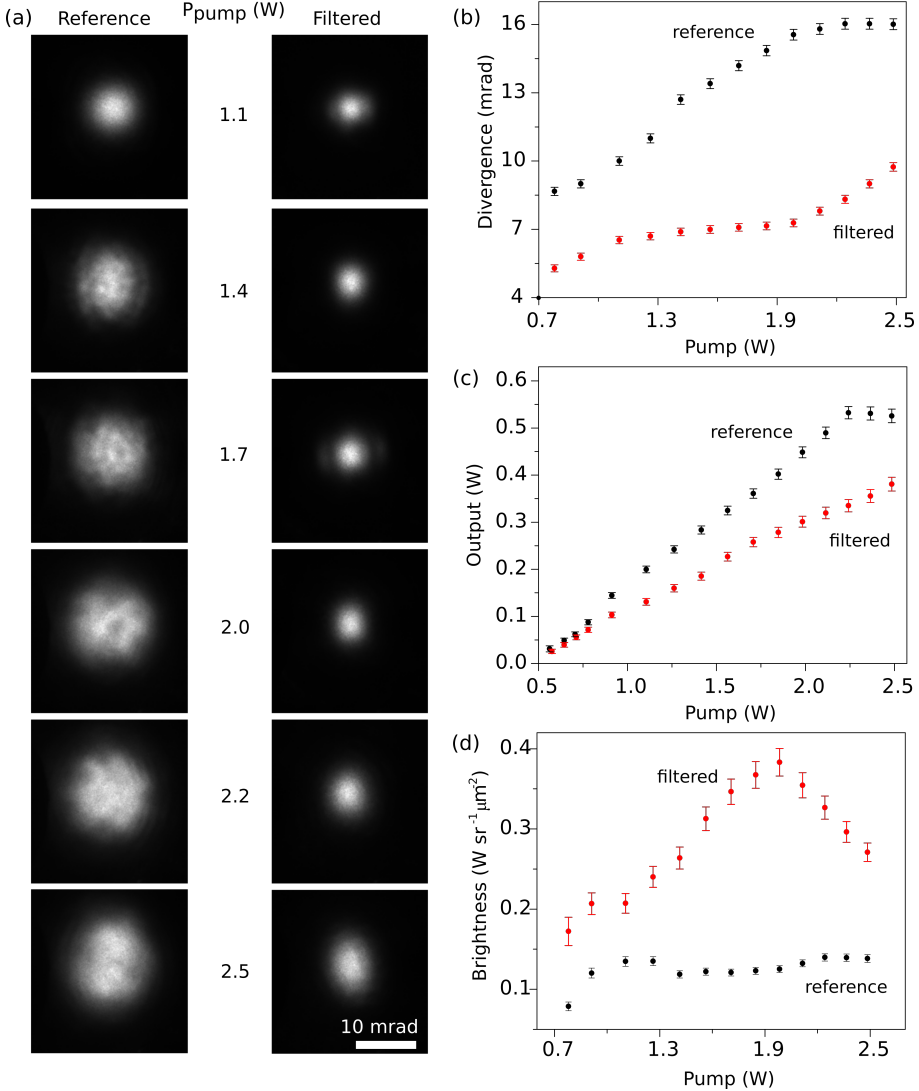 (a)
Reference
Ppump (W)
Filtered
1.1
1.4
1.7
2.0
2.2
2.5
10 mrad
(b)
16
13
10
7
4
Divergence (mrad)
reference
filtered
0.7
1.3
1.9
2.5
Pump (W)
(c)
0.6
0.5
0.4
0.3
0.2
0.1
0.0
Output (W)
reference
filtered
0.5
1.0
1.5
2.0
2.5
Pump (W)
(d)
0.4
0.3
0.2
0.1
Brightness (W sr⁻¹μm⁻²)
filtered
reference
0.7
1.3
1.9
2.5
Pump (W)